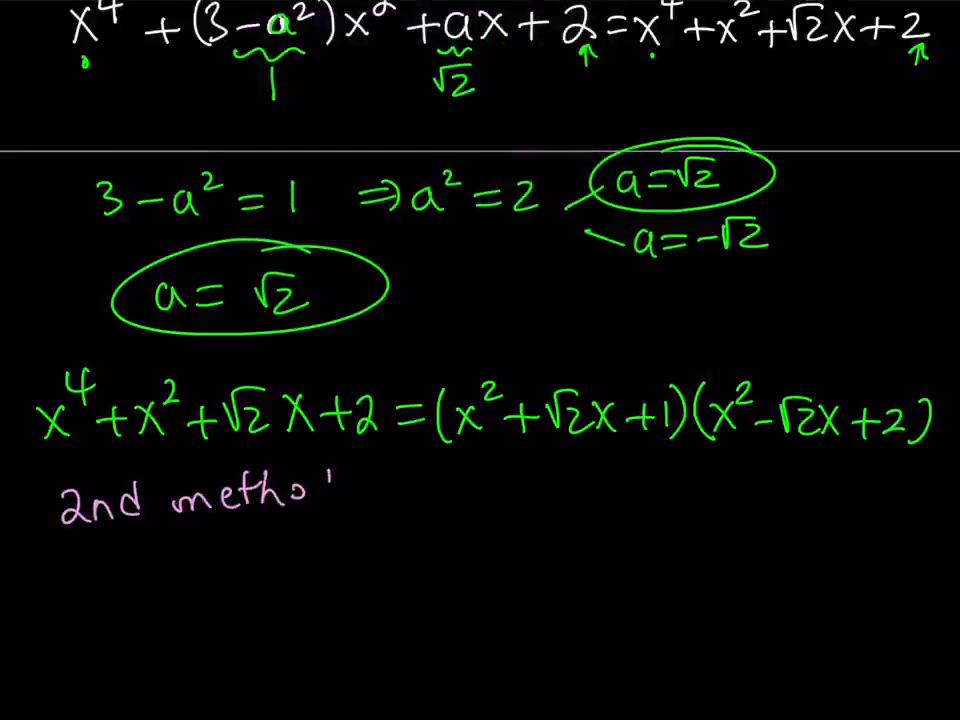 x⁴ + (3 - a²)x² + ax + 2 = x⁴ + x² + √2x + 2
1 √2
3 - a² = 1 ⇒ a² = 2 a = √2
a = -√2
a = √2
x⁴ + x² + √2 x + 2 = (x² + √2x + 1)(x² - √2x + 2)
2nd metho